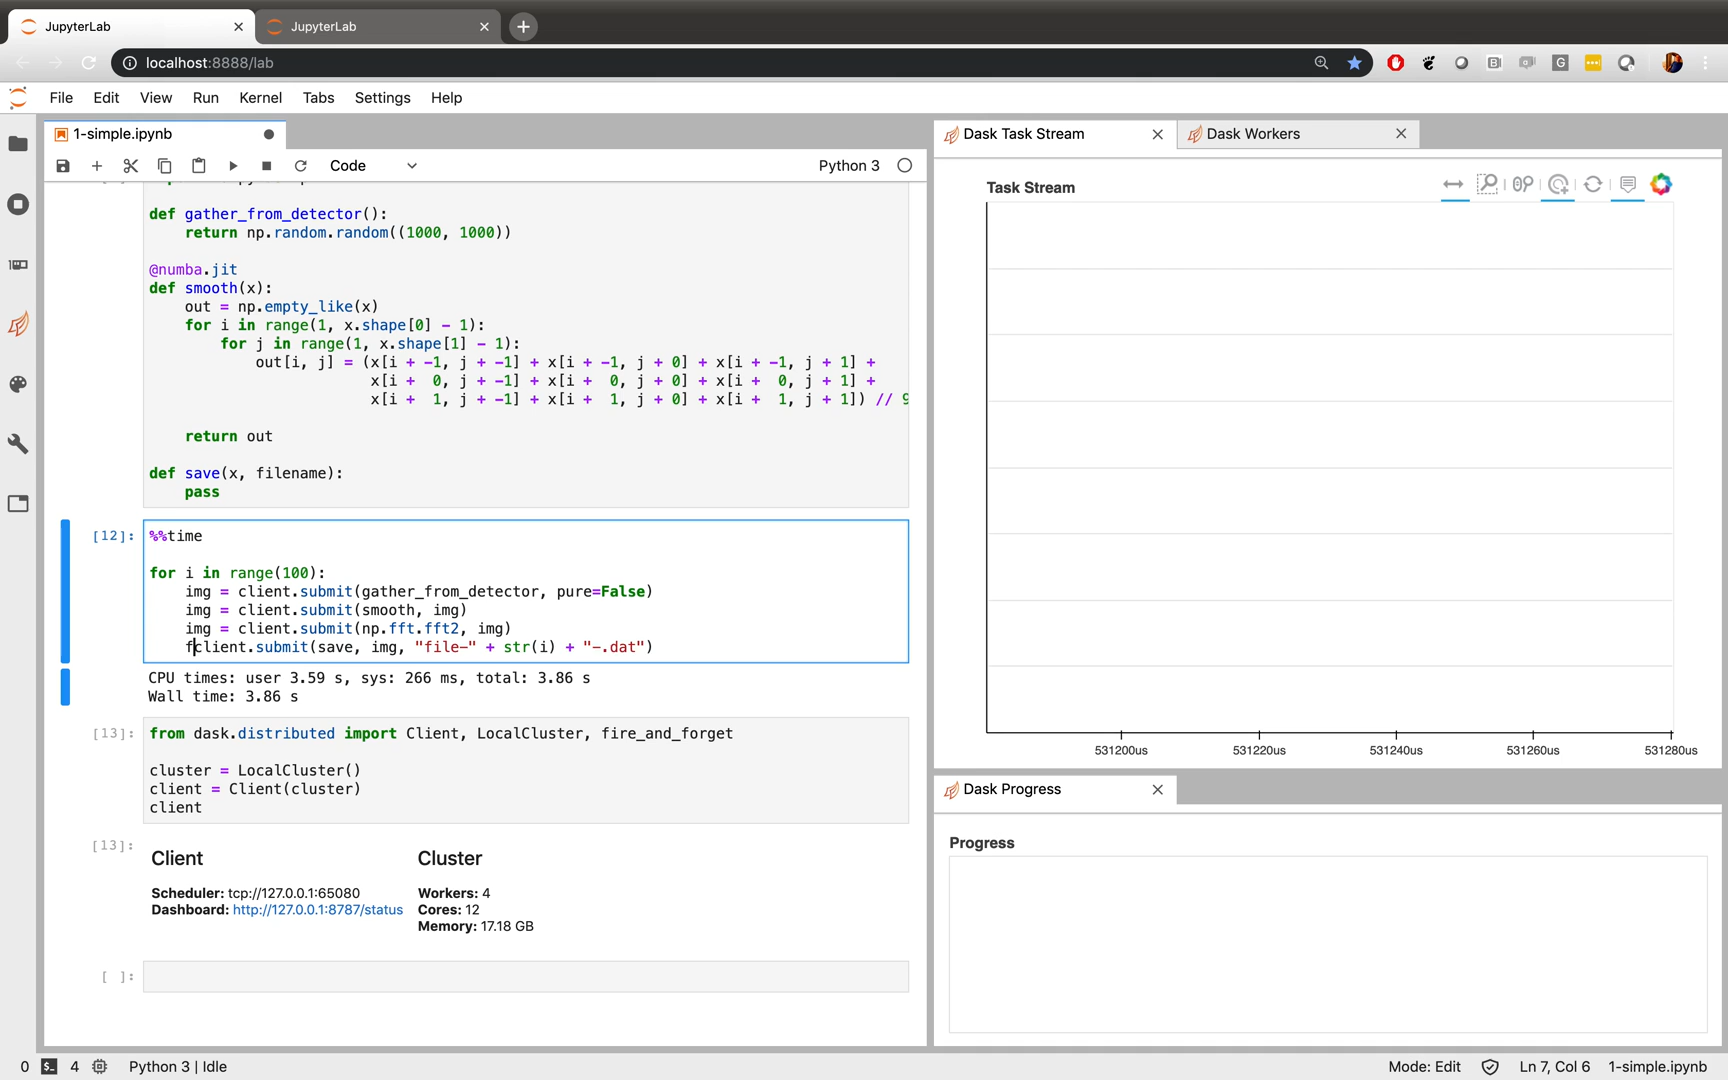 JupyterLab
JupyterLab
localhost:8888/lab
File Edit View Run Kernel Tabs Settings Help
1-simple.ipynb
Code
Python 3
def gather_from_detector():
    return np.random.random((1000, 1000))
@numba.jit
def smooth(x):
    out = np.empty_like(x)
    for i in range(1, x.shape[0] - 1):
        for j in range(1, x.shape[1] - 1):
            out[i, j] = (x[i + -1, j + -1] + x[i + -1, j + 0] + x[i + -1, j + 1] +
                         x[i +  0, j + -1] + x[i +  0, j + 0] + x[i +  0, j + 1] +
                         x[i +  1, j + -1] + x[i +  1, j + 0] + x[i +  1, j + 1]) // 9
    return out
def save(x, filename):
    pass
[12]: %%time
for i in range(100):
    img = client.submit(gather_from_detector, pure=False)
    img = client.submit(smooth, img)
    img = client.submit(np.fft.fft2, img)
    fclient.submit(save, img, "file-" + str(i) + "-.dat")
CPU times: user 3.59 s, sys: 266 ms, total: 3.86 s
Wall time: 3.86 s
[13]: from dask.distributed import Client, LocalCluster, fire_and_forget
cluster = LocalCluster()
client = Client(cluster)
client
[13]:
Client
Scheduler: tcp://127.0.0.1:65080
Dashboard: http://127.0.0.1:8787/status
Cluster
Workers: 4
Cores: 12
Memory: 17.18 GB
[ ]:
Dask Task Stream
Dask Workers
Task Stream
531200us 531220us 531240us 531260us 531280us
Dask Progress
Progress
0 4 Python 3 | Idle
Mode: Edit Ln 7, Col 6 1-simple.ipynb